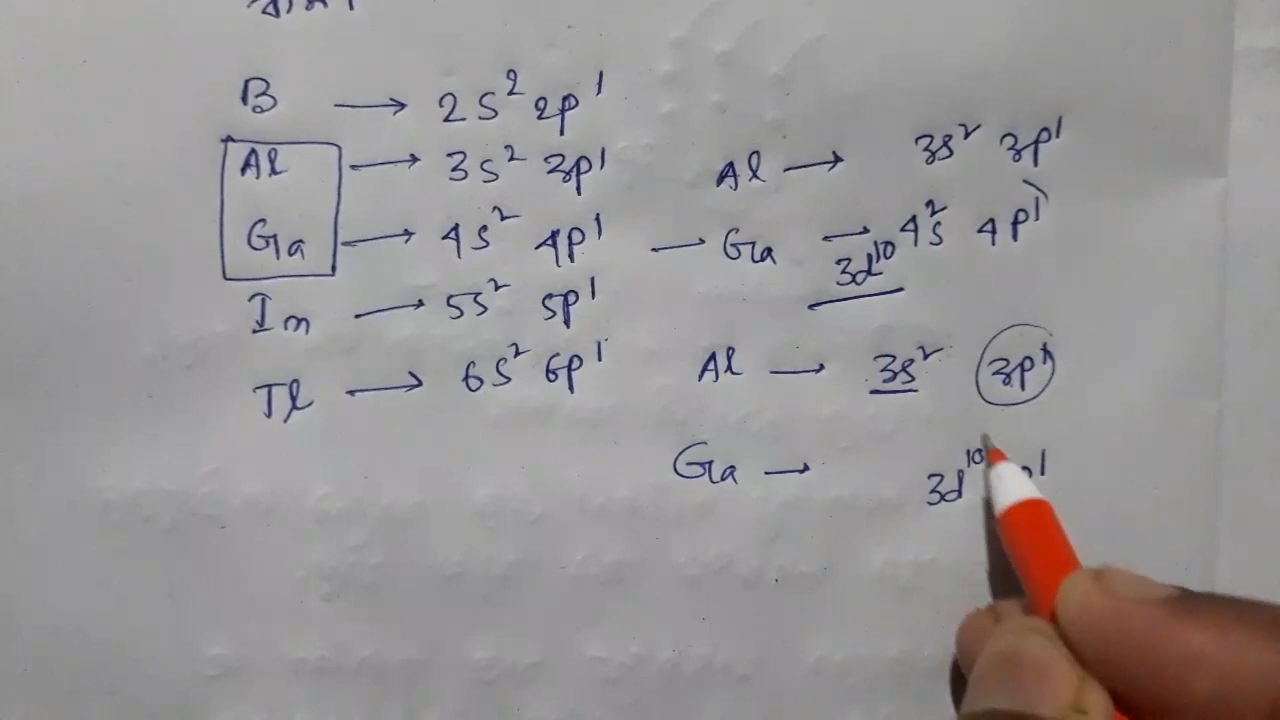 B → 2s² 2p¹
Al → 3s² 3p¹
Ga → 4s² 4p¹ — Ga → 3d¹⁰ 4s² 4p¹
In → 5s² 5p¹
Tl → 6s² 6p¹
Al → 3s² 3p¹
Al → 3s² 3p¹
Ga → 3d¹⁰